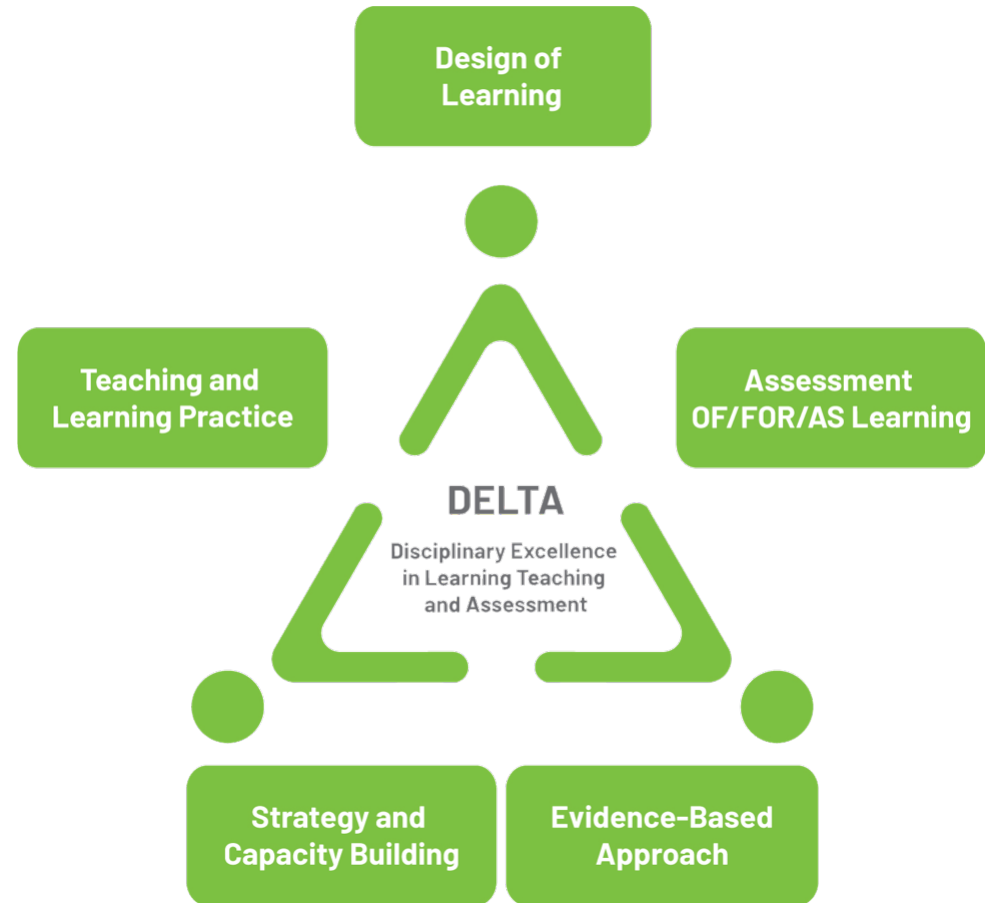 Design of
Learning
Teaching and
Learning Practice
Assessment
OF/FOR/AS Learning
DELTA
Disciplinary Excellence
in Learning Teaching
and Assessment
Strategy and
Capacity Building
Evidence-Based
Approach